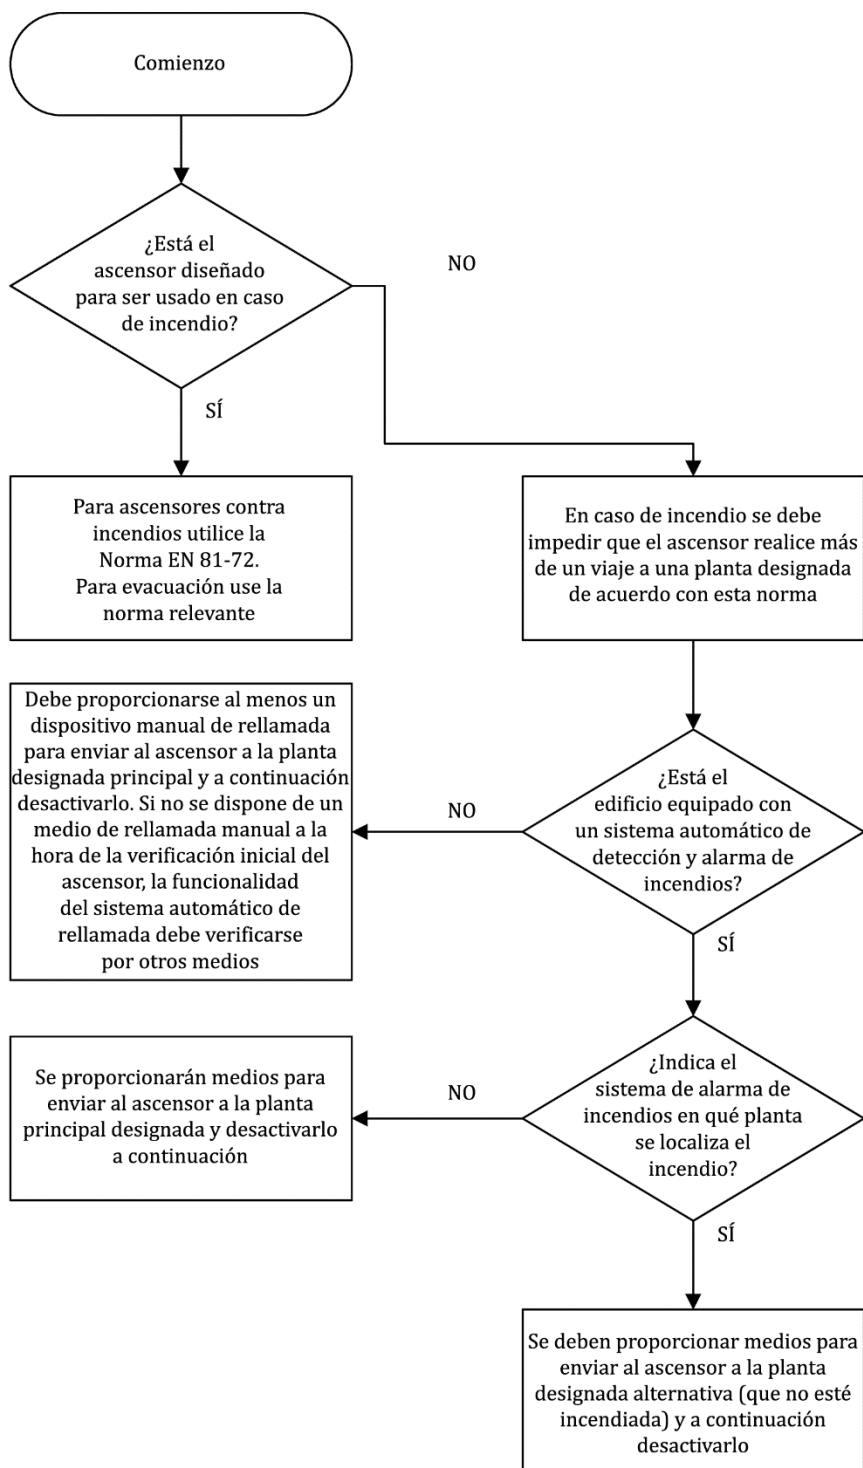 Comienzo
¿Está el
ascensor diseñado
para ser usado en caso
de incendio?
NO
SÍ
Para ascensores contra
incendios utilice la
Norma EN 81-72.
Para evacuación use la
norma relevante
En caso de incendio se debe
impedir que el ascensor realice más
de un viaje a una planta designada
de acuerdo con esta norma
¿Está el
edificio equipado con
un sistema automático de
detección y alarma de
incendios?
NO
SÍ
Debe proporcionarse al menos un
dispositivo manual de rellamada
para enviar al ascensor a la planta
designada principal y a continuación
desactivarlo. Si no se dispone de un
medio de rellamada manual a la
hora de la verificación inicial del
ascensor, la funcionalidad
del sistema automático de
rellamada debe verificarse
por otros medios
¿Indica el
sistema de alarma de
incendios en qué planta
se localiza el
incendio?
NO
SÍ
Se proporcionarán medios para
enviar al ascensor a la planta
principal designada y desactivarlo
a continuación
Se deben proporcionar medios para
enviar al ascensor a la planta
designada alternativa (que no esté
incendiada) y a continuación
desactivarlo